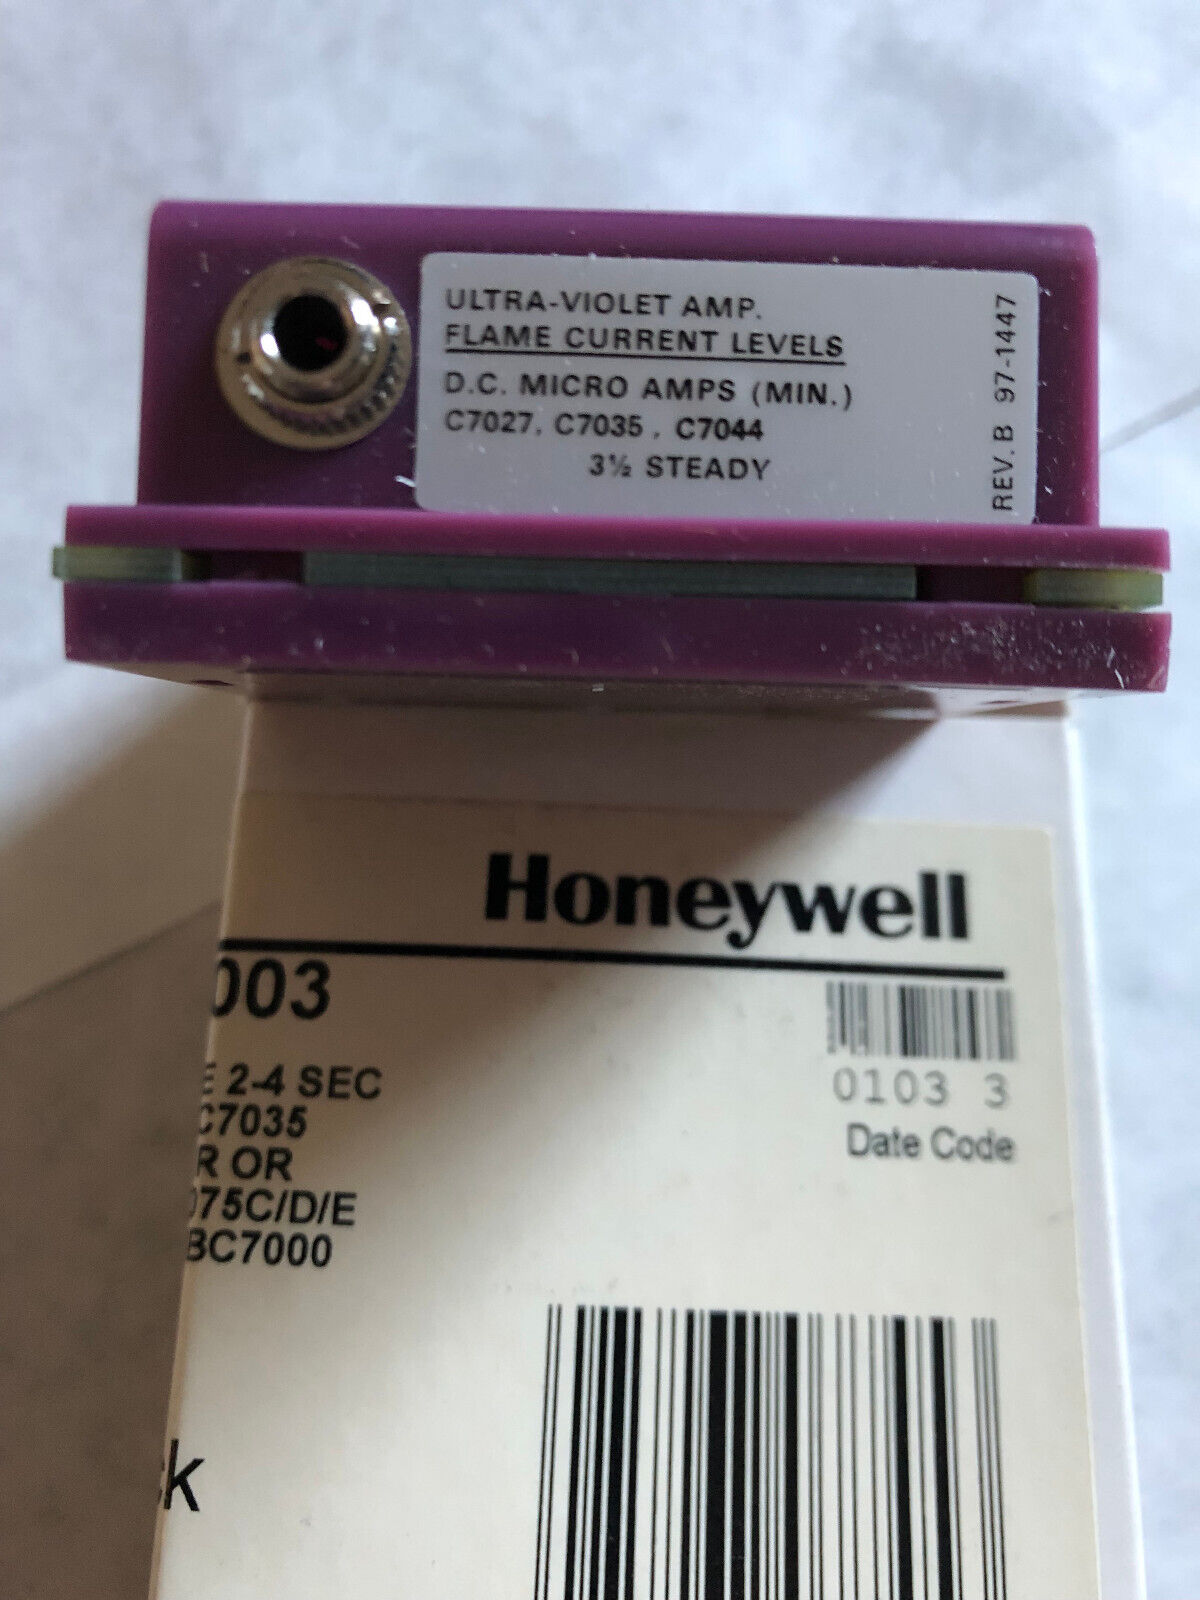 ULTRA-VIOLET AMP.
FLAME CURRENT LEVELS
D.C. MICRO AMPS (MIN.)
C7027, C7035, C7044
3½ STEADY
REV. B 97-1447
Honeywell
003
E 2-4 SEC
C7035
R OR
075C/D/E
BC7000
0103 3
Date Code
ck